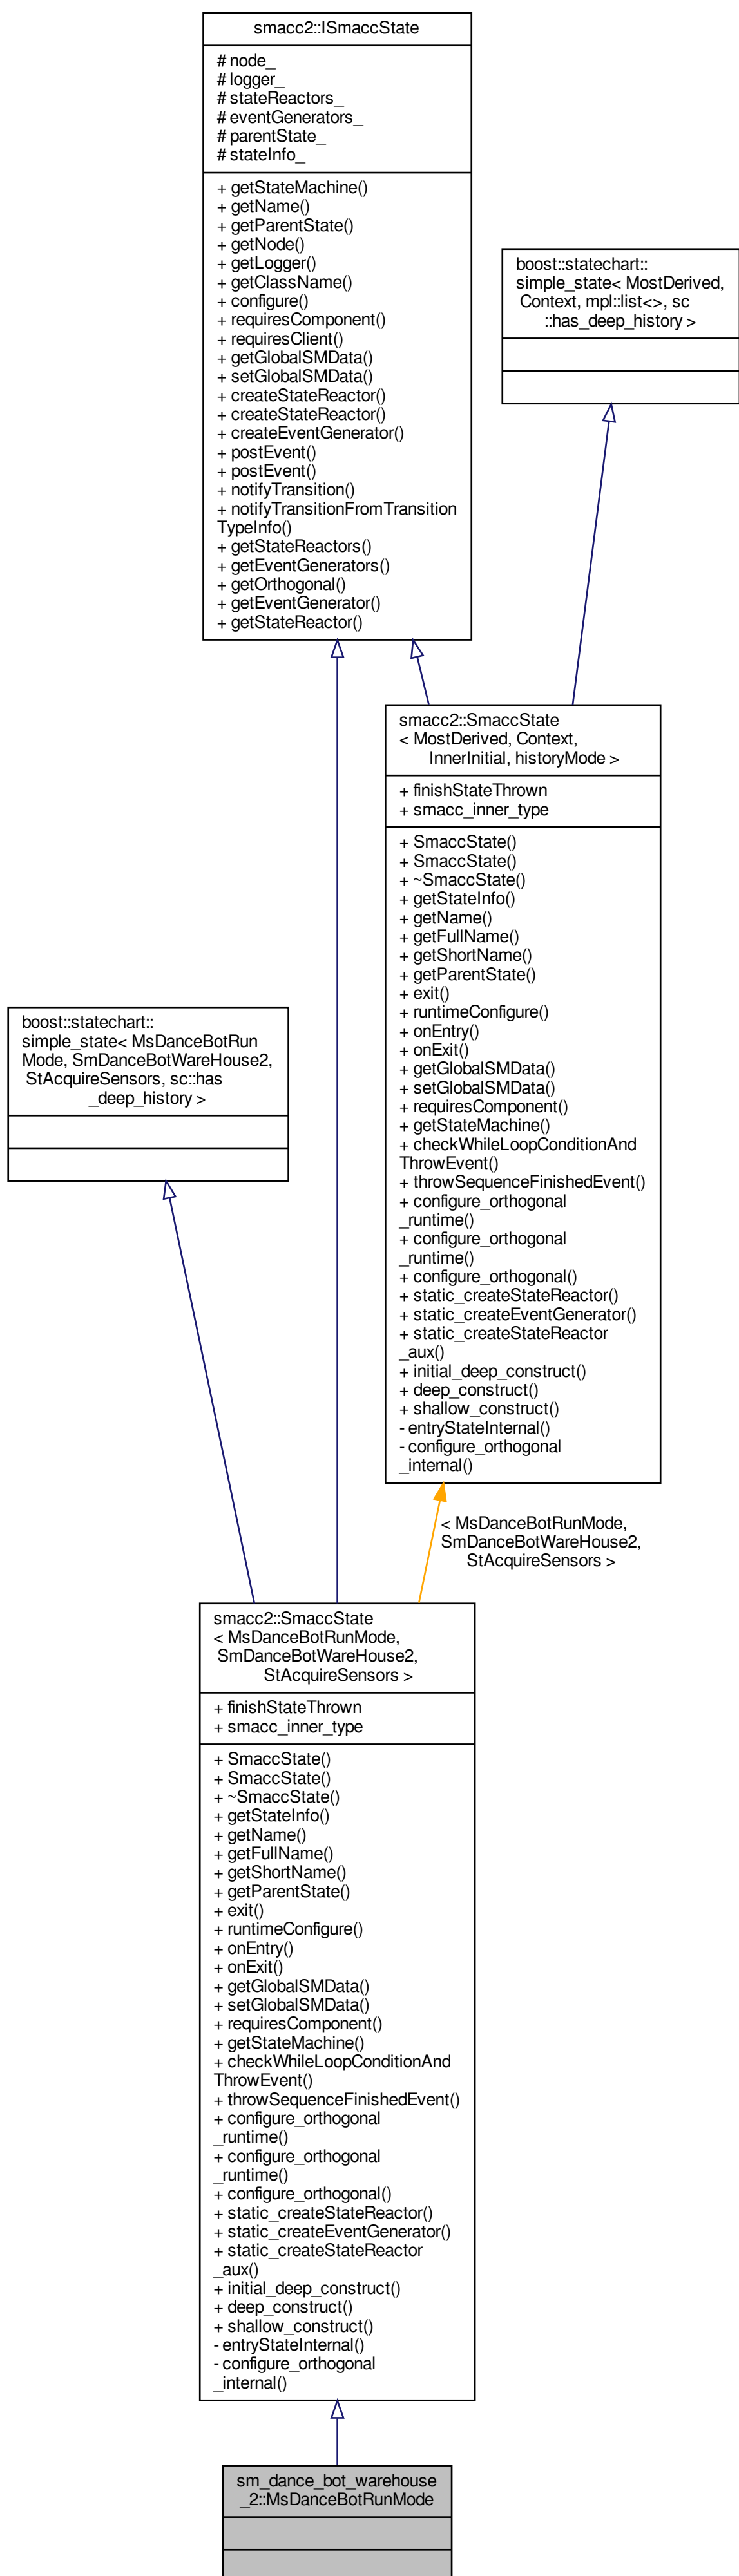 smacc2::ISmaccState
# node_
# logger_
# stateReactors_
# eventGenerators_
# parentState_
# stateInfo_
+ getStateMachine()
+ getName()
+ getParentState()
+ getNode()
+ getLogger()
+ getClassName()
+ configure()
+ requiresComponent()
+ requiresClient()
+ getGlobalSMData()
+ setGlobalSMData()
+ createStateReactor()
+ createStateReactor()
+ createEventGenerator()
+ postEvent()
+ postEvent()
+ notifyTransition()
+ notifyTransitionFromTransition
TypeInfo()
+ getStateReactors()
+ getEventGenerators()
+ getOrthogonal()
+ getEventGenerator()
+ getStateReactor()
boost::statechart::
simple_state< MostDerived,
Context, mpl::list<>, sc
::has_deep_history >
smacc2::SmaccState
< MostDerived, Context,
InnerInitial, historyMode >
+ finishStateThrown
+ smacc_inner_type
+ SmaccState()
+ SmaccState()
+ ~SmaccState()
+ getStateInfo()
+ getName()
+ getFullName()
+ getShortName()
+ getParentState()
+ exit()
+ runtimeConfigure()
+ onEntry()
+ onExit()
+ getGlobalSMData()
+ setGlobalSMData()
+ requiresComponent()
+ getStateMachine()
+ checkWhileLoopConditionAnd
ThrowEvent()
+ throwSequenceFinishedEvent()
+ configure_orthogonal
_runtime()
+ configure_orthogonal
_runtime()
+ configure_orthogonal()
+ static_createStateReactor()
+ static_createEventGenerator()
+ static_createStateReactor
_aux()
+ initial_deep_construct()
+ deep_construct()
+ shallow_construct()
- entryStateInternal()
- configure_orthogonal
_internal()
boost::statechart::
simple_state< MsDanceBotRun
Mode, SmDanceBotWareHouse2,
StAcquireSensors, sc::has
_deep_history >
< MsDanceBotRunMode,
SmDanceBotWareHouse2,
StAcquireSensors >
smacc2::SmaccState
< MsDanceBotRunMode,
SmDanceBotWareHouse2,
StAcquireSensors >
+ finishStateThrown
+ smacc_inner_type
+ SmaccState()
+ SmaccState()
+ ~SmaccState()
+ getStateInfo()
+ getName()
+ getFullName()
+ getShortName()
+ getParentState()
+ exit()
+ runtimeConfigure()
+ onEntry()
+ onExit()
+ getGlobalSMData()
+ setGlobalSMData()
+ requiresComponent()
+ getStateMachine()
+ checkWhileLoopConditionAnd
ThrowEvent()
+ throwSequenceFinishedEvent()
+ configure_orthogonal
_runtime()
+ configure_orthogonal
_runtime()
+ configure_orthogonal()
+ static_createStateReactor()
+ static_createEventGenerator()
+ static_createStateReactor
_aux()
+ initial_deep_construct()
+ deep_construct()
+ shallow_construct()
- entryStateInternal()
- configure_orthogonal
_internal()
sm_dance_bot_warehouse
_2::MsDanceBotRunMode